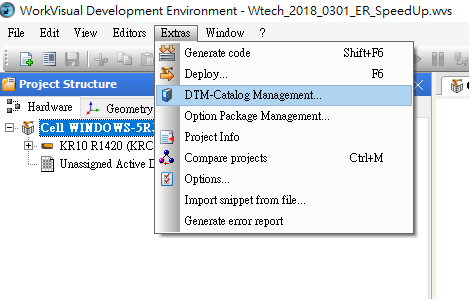 WorkVisual Development Environment - Wtech_2018_0301_ER_SpeedUp.wvs
File Edit View Editors Extras Window ?
Generate code Shift+F6
Deploy... F6
DTM-Catalog Management...
Option Package Management...
Project Info
Compare projects Ctrl+M
Options...
Import snippet from file...
Generate error report
Project Structure
Hardware Geometry
Cell WINDOWS-5R
KR10 R1420 (KRC
Unassigned Active D